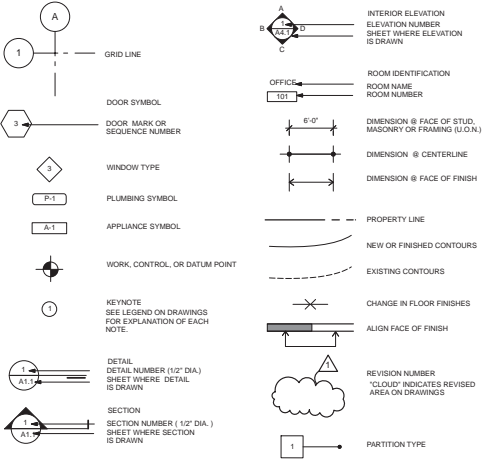 A
1
GRID LINE
DOOR SYMBOL
3
DOOR MARK OR
SEQUENCE NUMBER
3
WINDOW TYPE
P-1
PLUMBING SYMBOL
A-1
APPLIANCE SYMBOL
WORK, CONTROL, OR DATUM POINT
1
KEYNOTE
SEE LEGEND ON DRAWINGS
FOR EXPLANATION OF EACH
NOTE.
DETAIL
1
DETAIL NUMBER (1/2" DIA.)
A1.1
SHEET WHERE DETAIL
IS DRAWN
SECTION
1
SECTION NUMBER ( 1/2" DIA. )
A1.1
SHEET WHERE SECTION
IS DRAWN
A
INTERIOR ELEVATION
1
ELEVATION NUMBER
B
D
A4.1
SHEET WHERE ELEVATION
IS DRAWN
C
ROOM IDENTIFICATION
OFFICE
ROOM NAME
101
ROOM NUMBER
6'-0"
DIMENSION @ FACE OF STUD,
MASONRY OR FRAMING (U.O.N.)
DIMENSION @ CENTERLINE
DIMENSION @ FACE OF FINISH
PROPERTY LINE
NEW OR FINISHED CONTOURS
EXISTING CONTOURS
CHANGE IN FLOOR FINISHES
ALIGN FACE OF FINISH
1
REVISION NUMBER
"CLOUD" INDICATES REVISED
AREA ON DRAWINGS
1
PARTITION TYPE